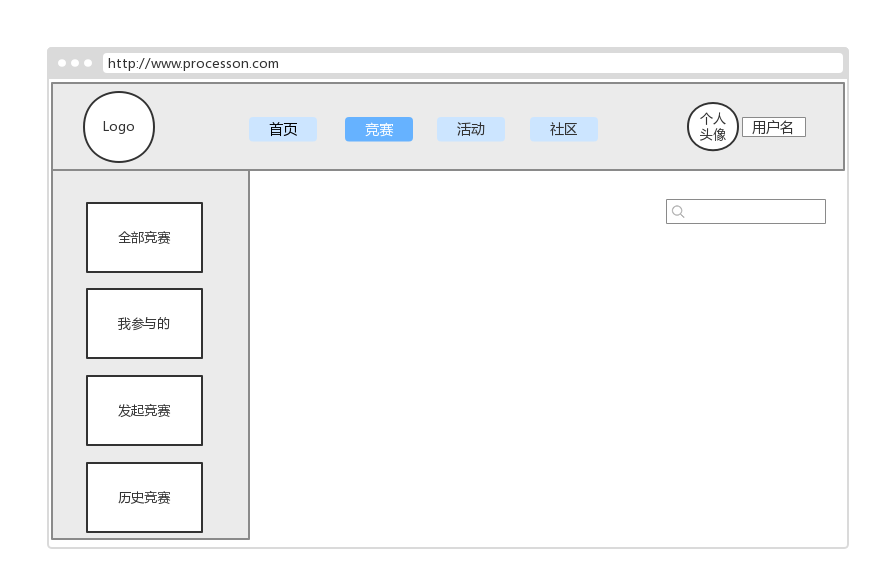 http://www.processon.com
Logo
首页
竞赛
活动
社区
个人
头像
用户名
全部竞赛
我参与的
发起竞赛
历史竞赛